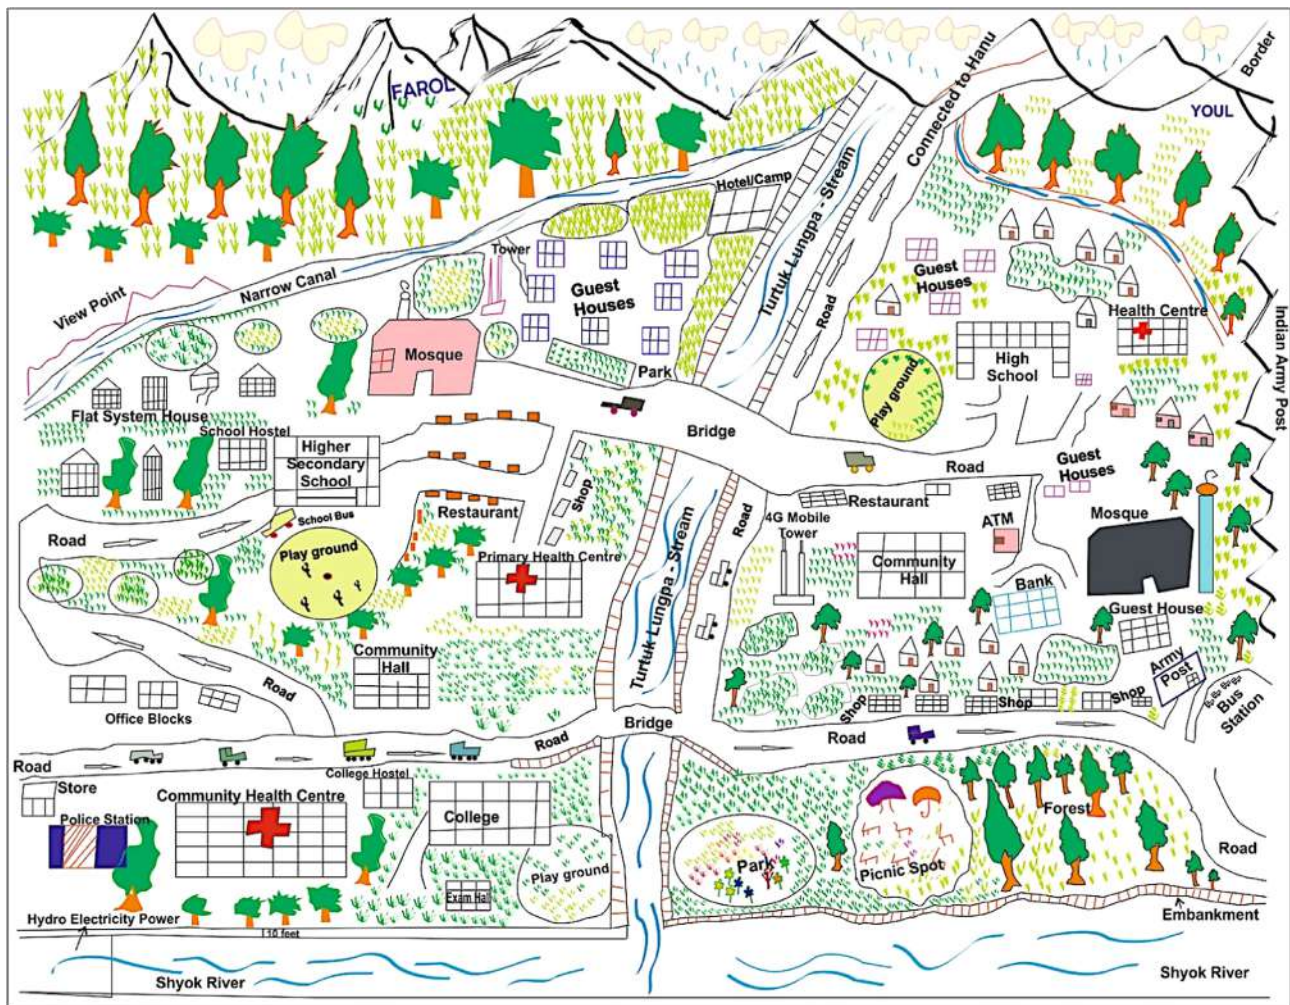 FAROL
Border
YOUL
Connected to Hanu
Hotel/Camp
Turtuk Lungpa - Stream
Road
Tower
Narrow Canal
View Point
Guest
Houses
Guest
Houses
Health Centre
Indian Army Post
Mosque
Park
High
School
Play ground
Flat System House
School Hostel
Higher
Secondary
School
Bridge
Road
Guest
Houses
Shop
Restaurant
Restaurant
Road
School Bus
Play ground
Primary Health Centre
Turtuk Lungpa - Stream
Road
4G Mobile
Tower
ATM
Mosque
Community
Hall
Bank
Guest House
Community
Hall
Road
Office Blocks
Army
Post
Bus
Station
Shop
Shop
Shop
Bridge
Road
Road
Road
College Hostel
Store
Community Health Centre
Police Station
College
Play ground
Exam Hall
Park
Picnic Spot
Forest
Road
Hydro Electricity Power
10 feet
Embankment
Shyok River
Shyok River